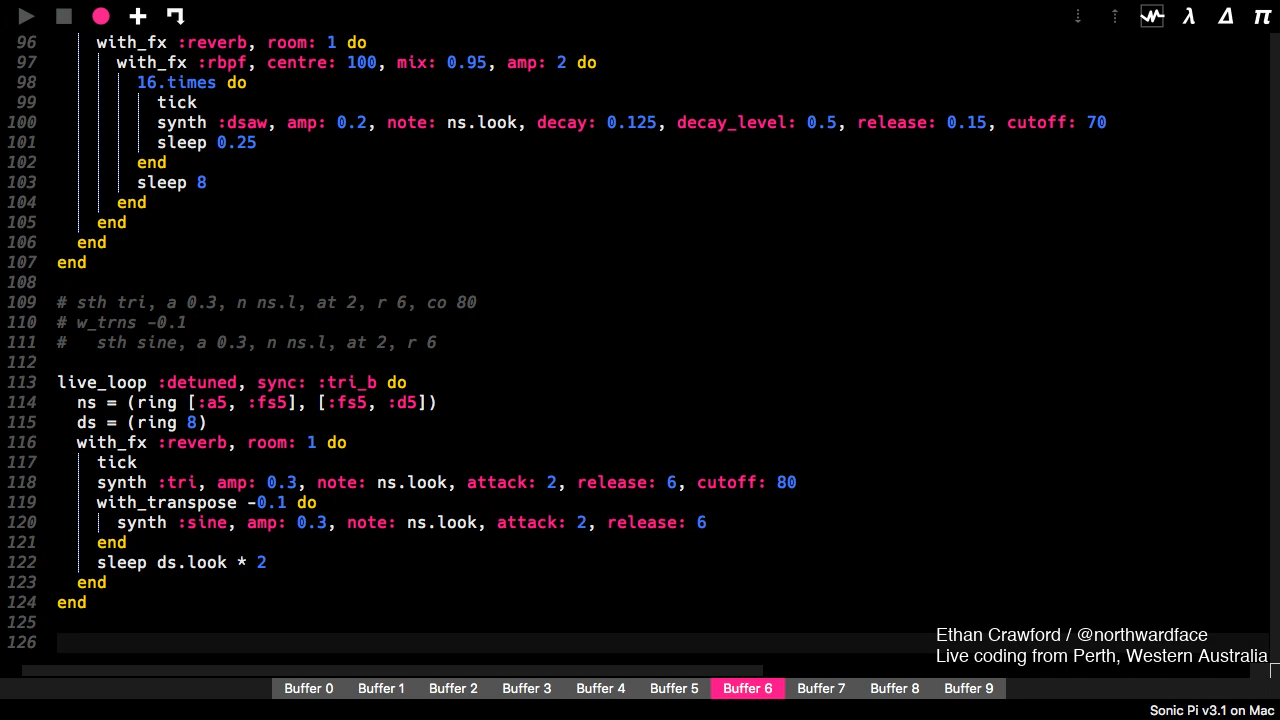 λ Δ π
96 with_fx :reverb, room: 1 do
97 with_fx :rbpf, centre: 100, mix: 0.95, amp: 2 do
98 16.times do
99 tick
100 synth :dsaw, amp: 0.2, note: ns.look, decay: 0.125, decay_level: 0.5, release: 0.15, cutoff: 70
101 sleep 0.25
102 end
103 sleep 8
104 end
105 end
106 end
107 end
108
109 # sth tri, a 0.3, n ns.l, at 2, r 6, co 80
110 # w_trns -0.1
111 #   sth sine, a 0.3, n ns.l, at 2, r 6
112
113 live_loop :detuned, sync: :tri_b do
114 ns = (ring [:a5, :fs5], [:fs5, :d5])
115 ds = (ring 8)
116 with_fx :reverb, room: 1 do
117 tick
118 synth :tri, amp: 0.3, note: ns.look, attack: 2, release: 6, cutoff: 80
119 with_transpose -0.1 do
120 synth :sine, amp: 0.3, note: ns.look, attack: 2, release: 6
121 end
122 sleep ds.look * 2
123 end
124 end
125
126
Ethan Crawford / @northwardface
Live coding from Perth, Western Australia
Buffer 0 Buffer 1 Buffer 2 Buffer 3 Buffer 4 Buffer 5 Buffer 6 Buffer 7 Buffer 8 Buffer 9
Sonic Pi v3.1 on Mac